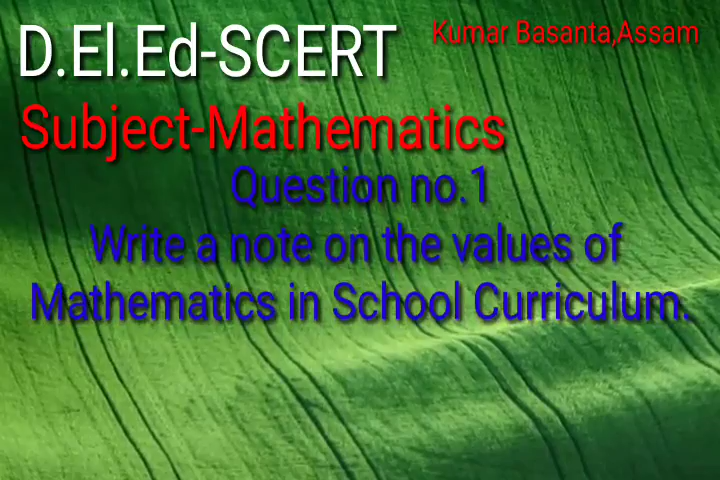 D.El.Ed-SCERT
Kumar Basanta,Assam
Subject-Mathematics
Question no.1
Write a note on the values of
Mathematics in School Curriculum.